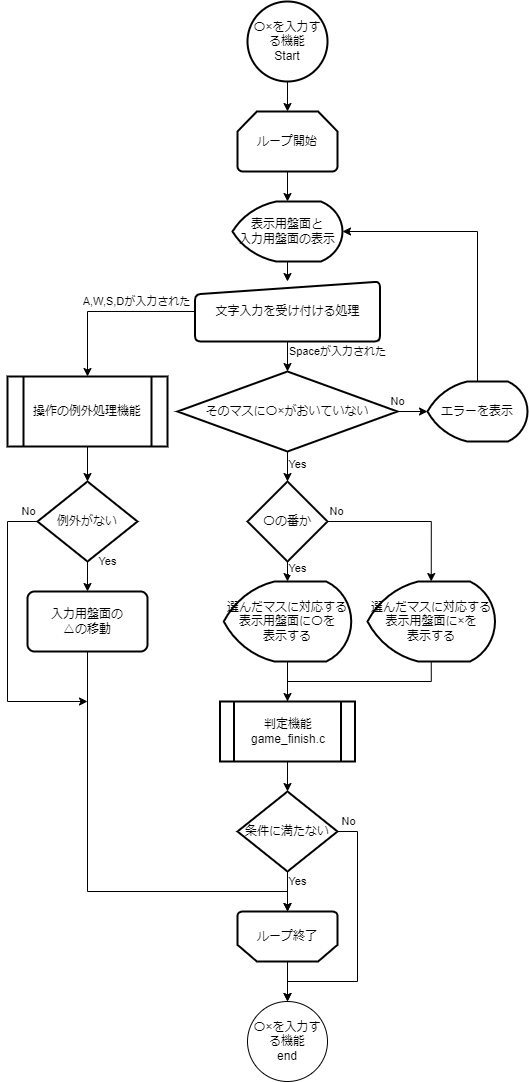 〇×を入力す
る機能
Start
ループ開始
表示用盤面と
入力用盤面の表示
A,W,S,Dが入力された
文字入力を受け付ける処理
Spaceが入力された
操作の例外処理機能
そのマスに〇×がおいていない
No
エラーを表示
Yes
No
例外がない
〇の番か
No
Yes
Yes
入力用盤面の
△の移動
選んだマスに対応する
表示用盤面に〇を
表示する
選んだマスに対応する
表示用盤面に×を
表示する
判定機能
game_finish.c
条件に満たない
No
Yes
ループ終了
〇×を入力す
る機能
end